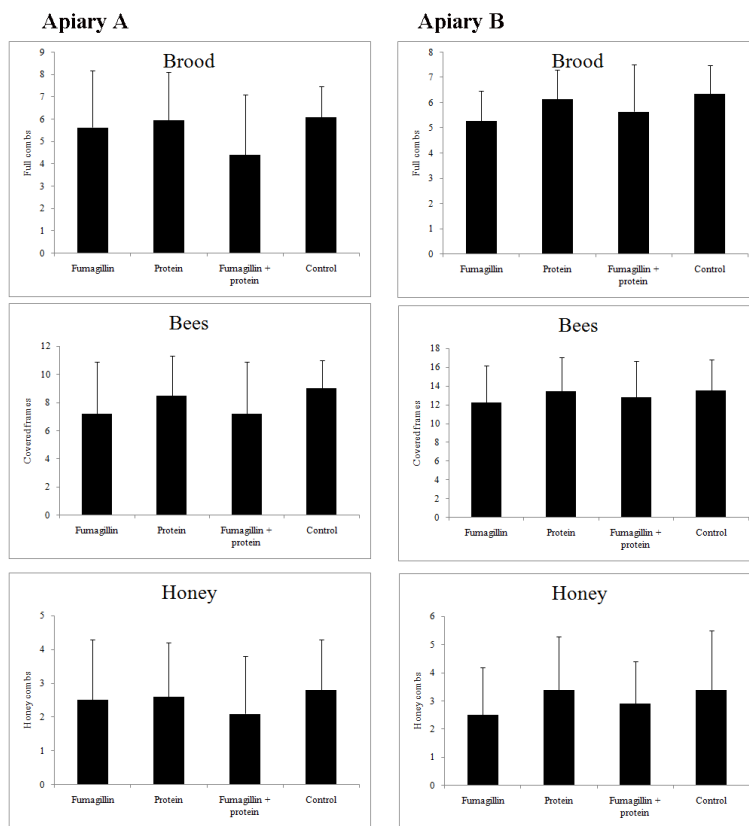 Apiary A
Apiary B
Brood
Full combs
9
8
7
6
5
4
3
2
1
0
Fumagillin
Protein
Fumagillin +
protein
Control
Brood
Full combs
8
7
6
5
4
3
2
1
0
Fumagillin
Protein
Fumagillin +
protein
Control
Bees
Covered frames
12
10
8
6
4
2
0
Fumagillin
Protein
Fumagillin +
protein
Control
Bees
Covered frames
18
16
14
12
10
8
6
4
2
0
Fumagillin
Protein
Fumagillin +
protein
Control
Honey
Honey combs
5
4
3
2
1
0
Fumagillin
Protein
Fumagillin +
protein
Control
Honey
Honey combs
6
5
4
3
2
1
0
Fumagillin
Protein
Fumagillin +
protein
Control